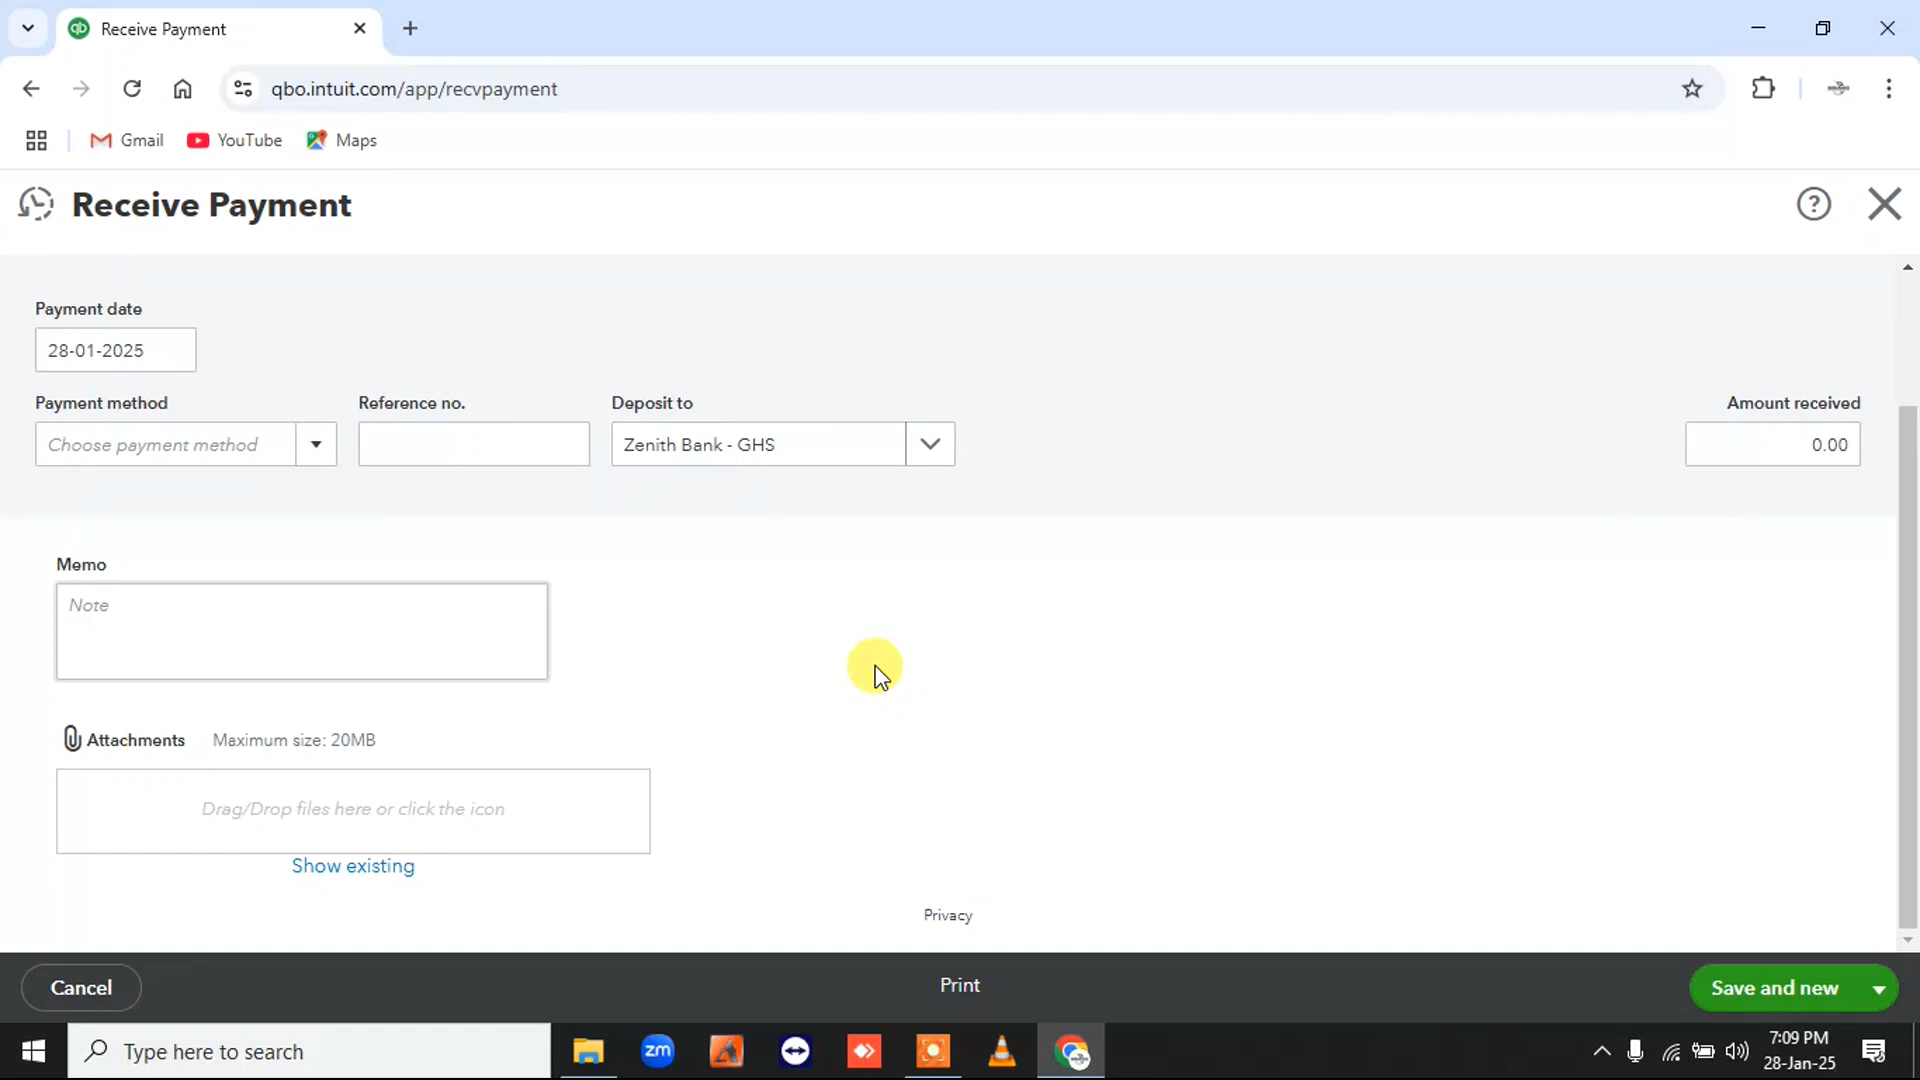 Receive Payment
qbo.intuit.com/app/recvpayment
Gmail YouTube Maps
Receive Payment
Payment date
28-01-2025
Payment method Reference no. Deposit to Amount received
Choose payment method Zenith Bank - GHS 0.00
Memo
Note
Attachments Maximum size: 20MB
Drag/Drop files here or click the icon
Show existing
Privacy
Cancel Print Save and new
Type here to search zm 7:09 PM
28-Jan-25